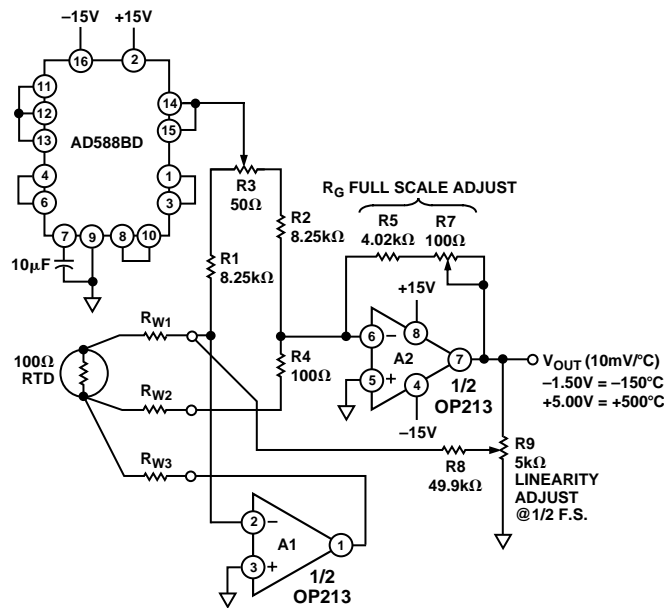 –15V +15V
16 2
11
12
13
14
15
AD588BD
4
6
1
3
7 9 8 10
10µF
R3
50Ω
R1
8.25kΩ
R2
8.25kΩ
R4
100Ω
RG FULL SCALE ADJUST
R5
4.02kΩ
R7
100Ω
+15V
6 – 8
A2 7
5 + 4
1/2
OP213
–15V
VOUT (10mV/°C)
–1.50V = –150°C
+5.00V = +500°C
100Ω
RTD
RW1
RW2
RW3
R8
49.9kΩ
R9
5kΩ
LINEARITY
ADJUST
@1/2 F.S.
2 –
A1 1
3 +
1/2
OP213